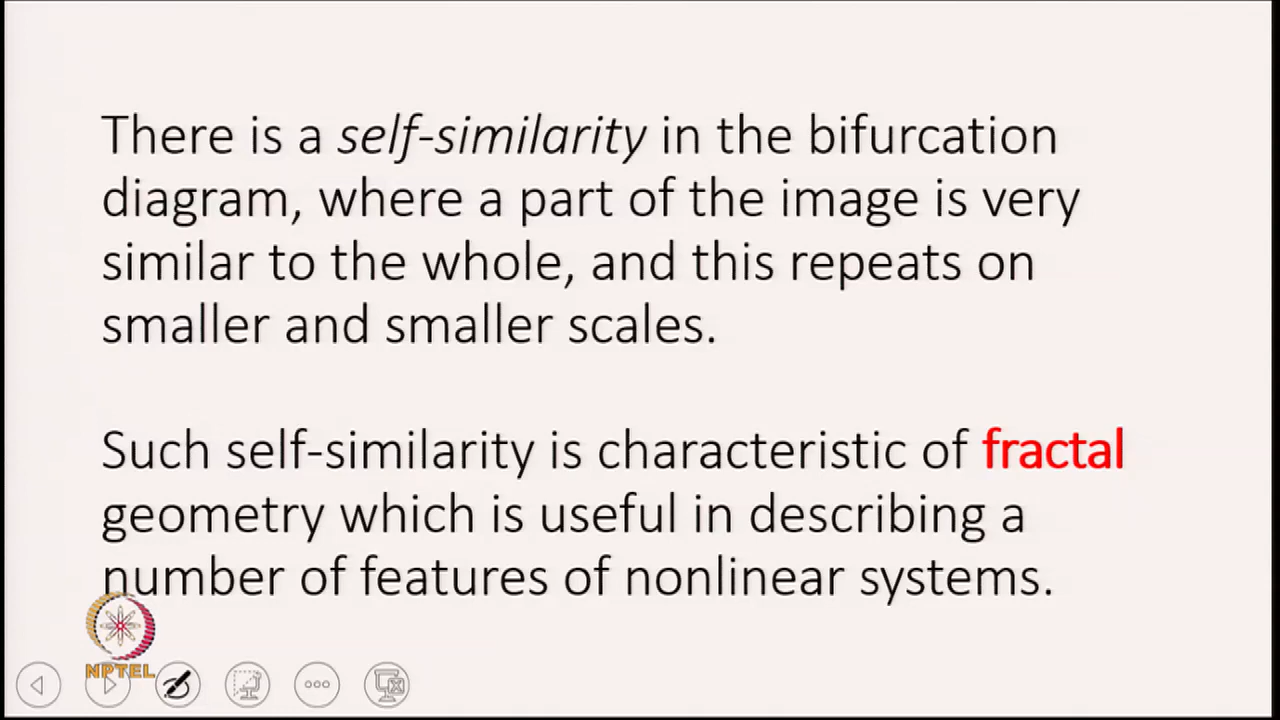 There is a self-similarity in the bifurcation
diagram, where a part of the image is very
similar to the whole, and this repeats on
smaller and smaller scales.
Such self-similarity is characteristic of fractal
geometry which is useful in describing a
number of features of nonlinear systems.
NPTEL